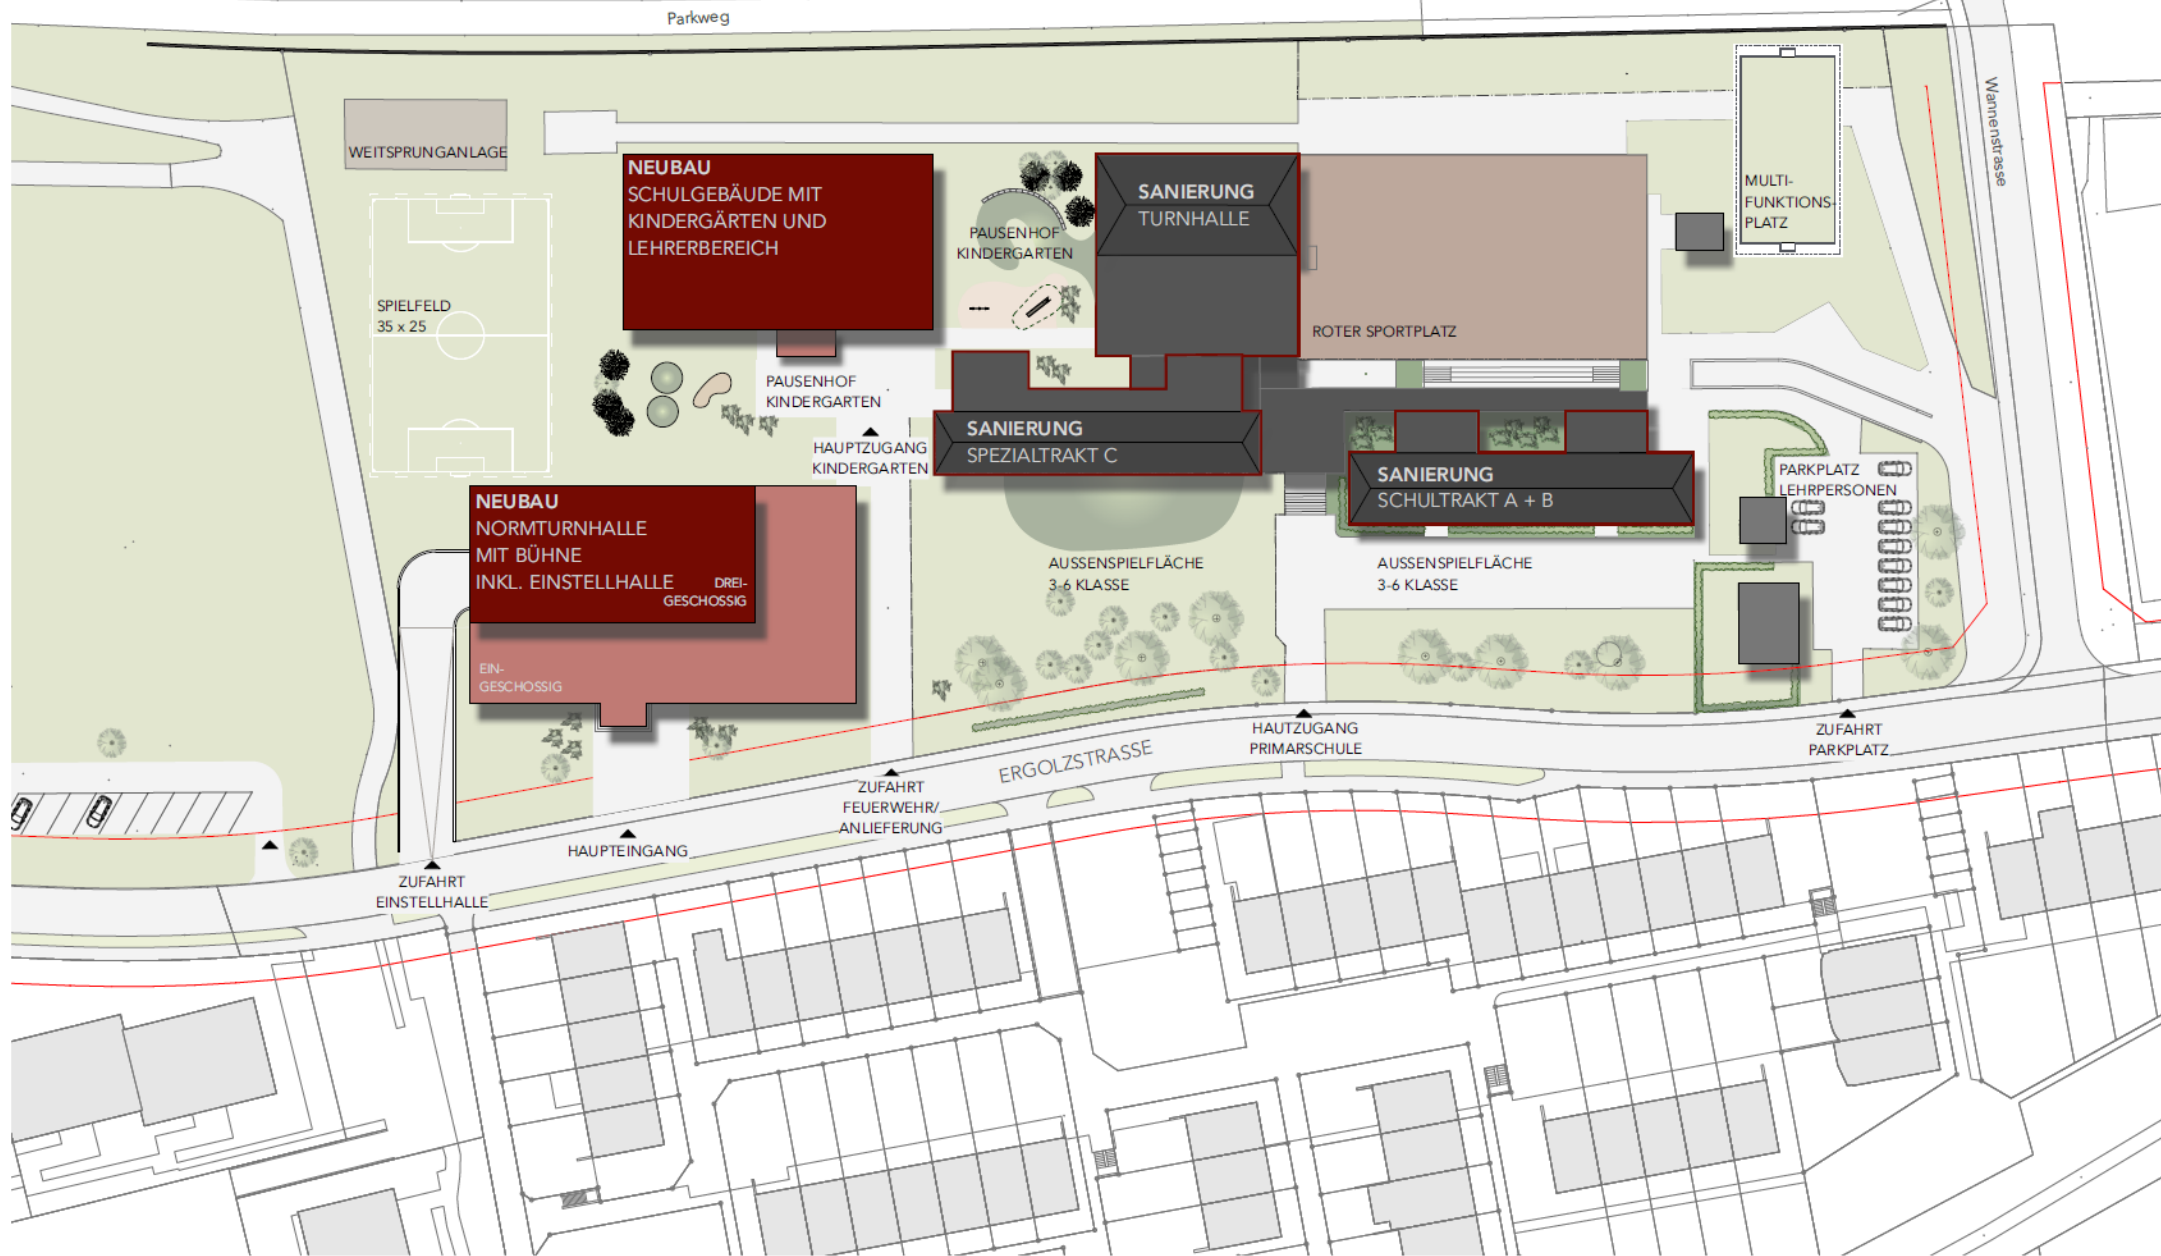 Parkweg
Wannenstrasse
WEITSPRUNGANLAGE
NEUBAU
SCHULGEBÄUDE MIT
KINDERGÄRTEN UND
LEHRERBEREICH
SANIERUNG
TURNHALLE
MULTI-
FUNKTIONS-
PLATZ
PAUSENHOF
KINDERGARTEN
SPIELFELD
35 x 25
ROTER SPORTPLATZ
PAUSENHOF
KINDERGARTEN
HAUPTZUGANG
KINDERGARTEN
SANIERUNG
SPEZIALTRAKT C
SANIERUNG
SCHULTRAKT A + B
PARKPLATZ
LEHRPERSONEN
NEUBAU
NORMTURNHALLE
MIT BÜHNE
INKL. EINSTELLHALLE
DREI-
GESCHOSSIG
EIN-
GESCHOSSIG
AUSSENSPIELFLÄCHE
3-6 KLASSE
AUSSENSPIELFLÄCHE
3-6 KLASSE
HAUTZUGANG
PRIMARSCHULE
ZUFAHRT
PARKPLATZ
ERGOLZSTRASSE
ZUFAHRT
FEUERWEHR/
ANLIEFERUNG
HAUPTEINGANG
ZUFAHRT
EINSTELLHALLE